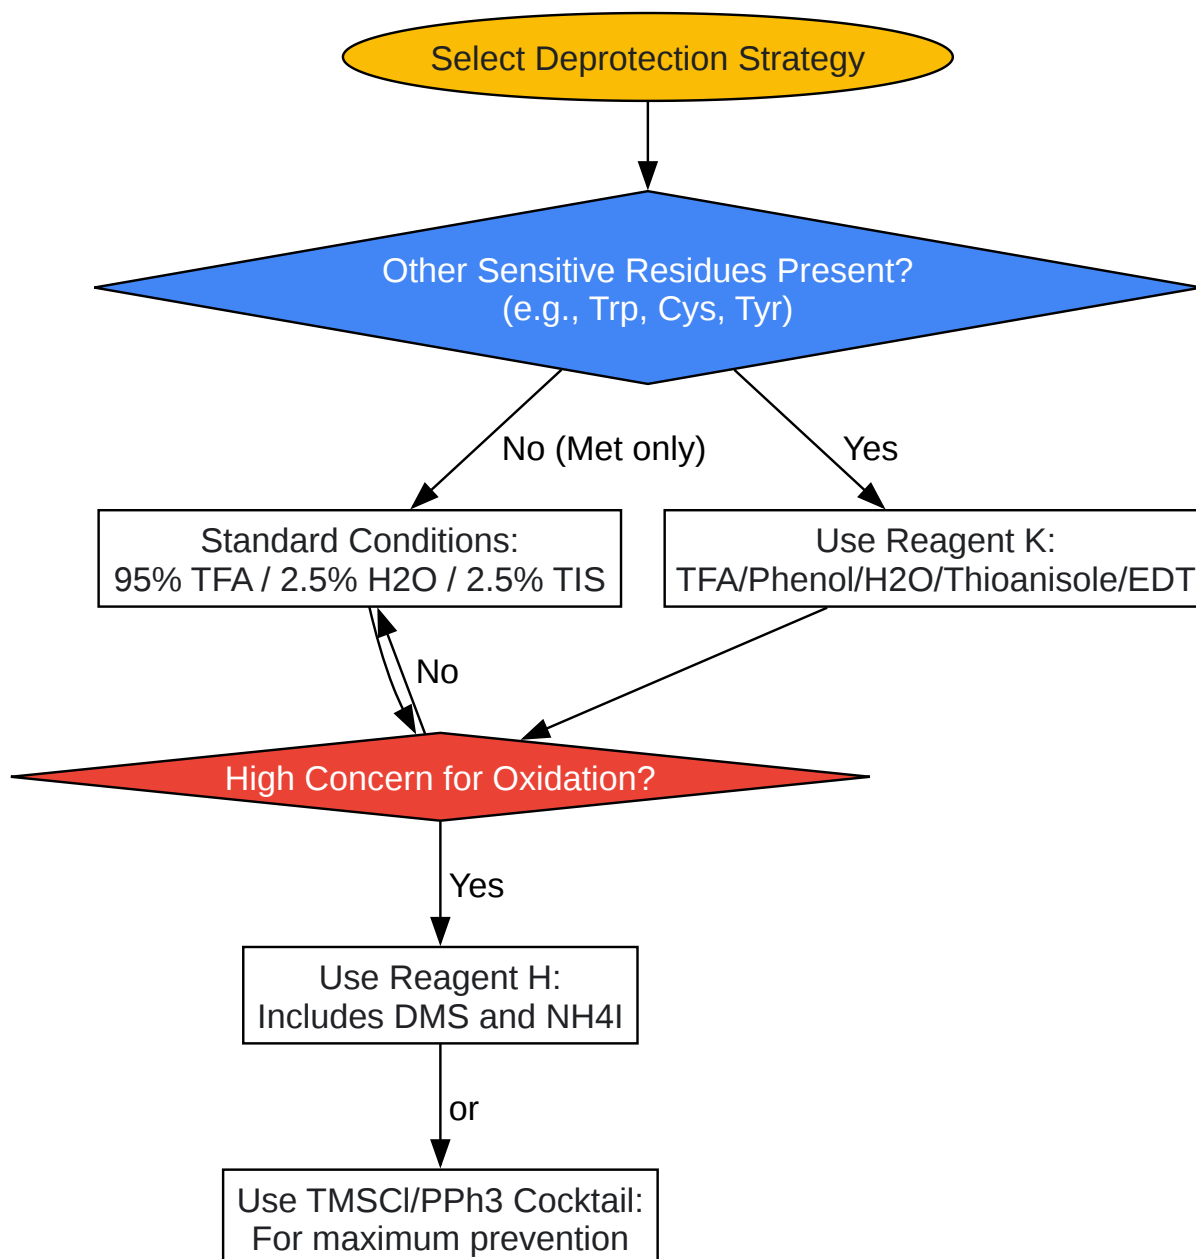 Select Deprotection Strategy
Other Sensitive Residues Present?
(e.g., Trp, Cys, Tyr)
No (Met only)
Yes
Standard Conditions:
95% TFA / 2.5% H2O / 2.5% TIS
Use Reagent K:
TFA/Phenol/H2O/Thioanisole/EDT
No
High Concern for Oxidation?
Yes
Use Reagent H:
Includes DMS and NH4I
or
Use TMSCl/PPh3 Cocktail:
For maximum prevention